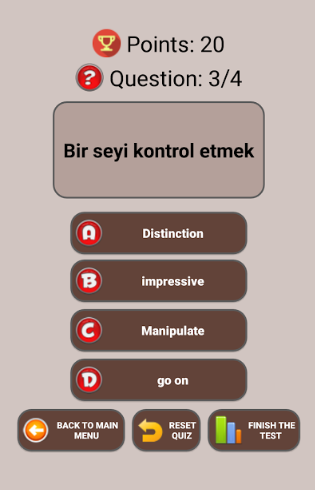 Points: 20
Question: 3/4
Bir seyi kontrol etmek
A Distinction
B impressive
C Manipulate
D go on
BACK TO MAIN
MENU
RESET
QUIZ
FINISH THE
TEST